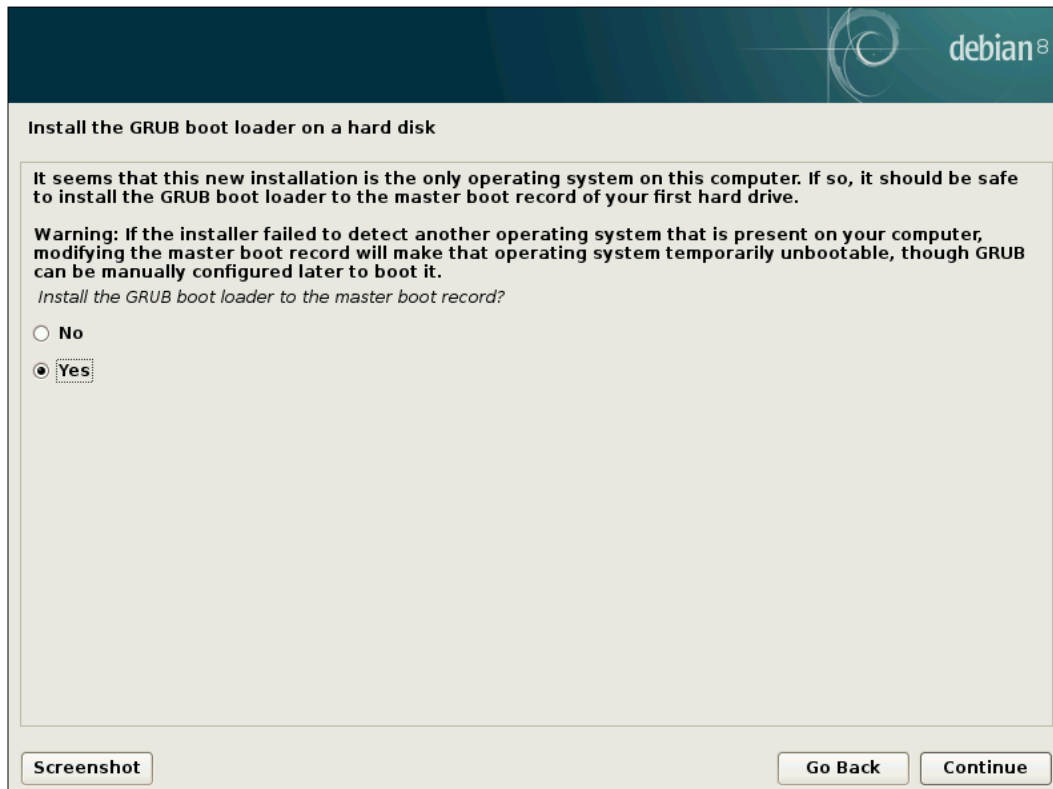 debian 8
Install the GRUB boot loader on a hard disk
It seems that this new installation is the only operating system on this computer. If so, it should be safe
to install the GRUB boot loader to the master boot record of your first hard drive.
Warning: If the installer failed to detect another operating system that is present on your computer,
modifying the master boot record will make that operating system temporarily unbootable, though GRUB
can be manually configured later to boot it.
Install the GRUB boot loader to the master boot record?
No
Yes
Screenshot
Go Back
Continue